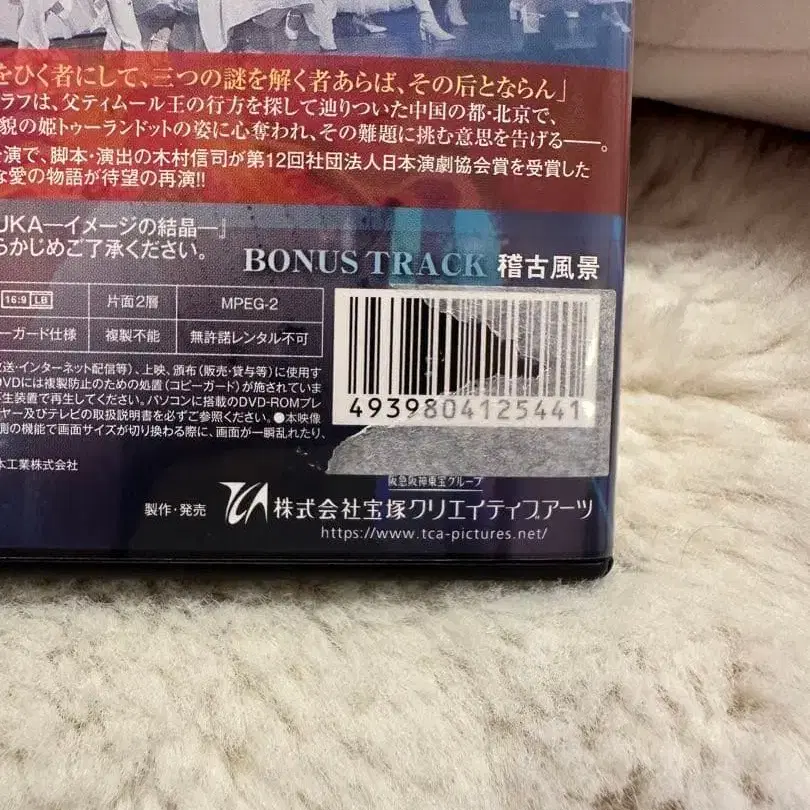 をひく者にして、三つの謎を解く者あらば、その后とならん」
ラフは、父ティムール王の行方を探して辿りついた中国の都・北京で、
貌の姫トゥーランドットの姿に心奪われ、その難題に挑む意思を告げる――。
演で、脚本・演出の木村信司が第12回社団法人日本演劇協会賞を受賞した
な愛の物語が待望の再演!!
UKA―イメージの結晶―』
らかじめご了承ください。
BONUS TRACK 稽古風景
16:9 LB 片面2層 MPEG-2
ーガード仕様 複製不能 無許諾レンタル不可
放送・インターネット配信等)、上映、頒布(販売・貸与等)に使用す
DVDには複製防止のための処置(コピーガード)が施されていま
生装置で再生してください。パソコンに搭載のDVD-ROMプレ
ヤー及びテレビの取扱説明書を必ずご参照ください。●本映像
側の機能で画面サイズが切り換わる際に、画面が一瞬乱れたり、
4939804125441
本工業株式会社
阪急阪神東宝グループ
製作・発売 株式会社宝塚クリエイティブアーツ
https://www.tca-pictures.net/